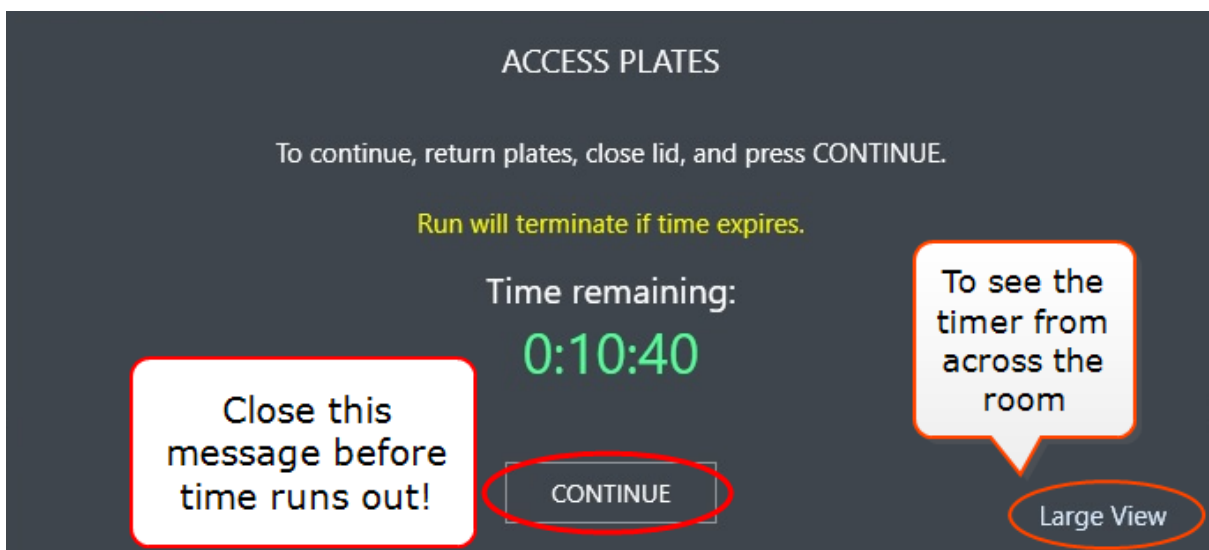 ACCESS PLATES
To continue, return plates, close lid, and press CONTINUE.
Run will terminate if time expires.
Time remaining:
0:10:40
Close this
message before
time runs out!
CONTINUE
To see the
timer from
across the
room
Large View